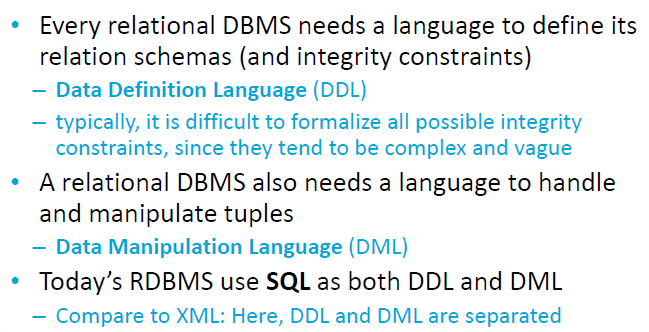 • Every relational DBMS needs a language to define its
relation schemas (and integrity constraints)
– Data Definition Language (DDL)
– typically, it is difficult to formalize all possible integrity
constraints, since they tend to be complex and vague
• A relational DBMS also needs a language to handle
and manipulate tuples
– Data Manipulation Language (DML)
• Today’s RDBMS use SQL as both DDL and DML
– Compare to XML: Here, DDL and DML are separated